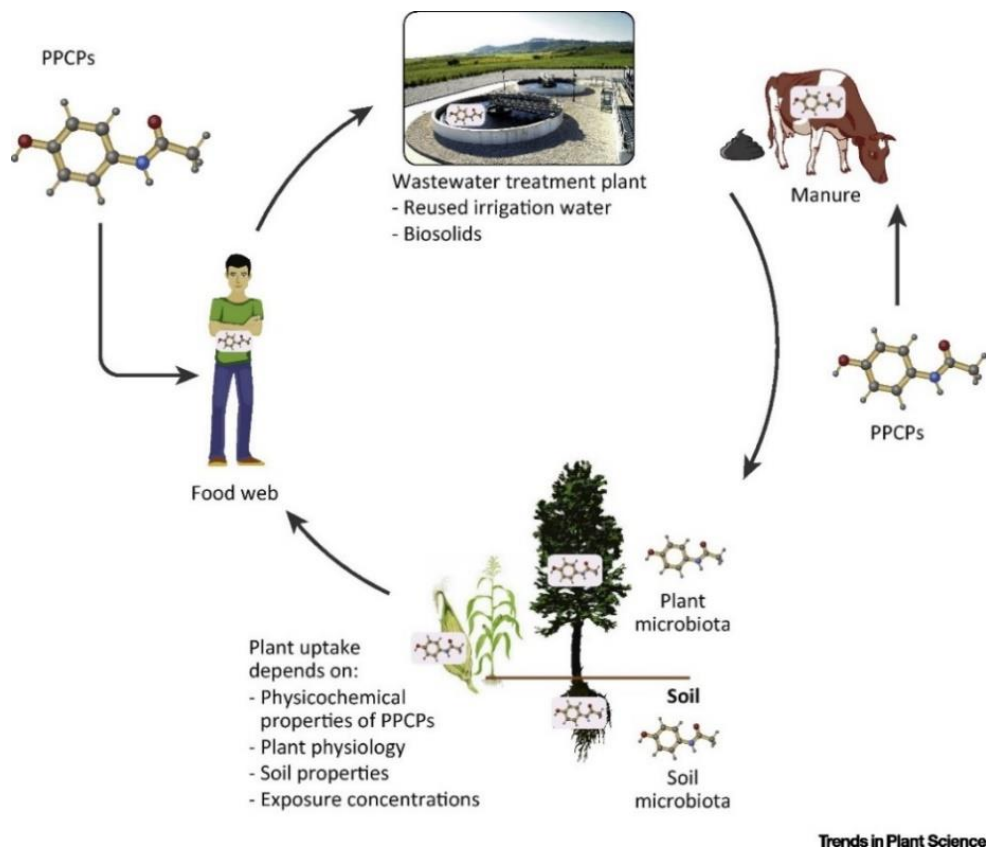 PPCPs
Wastewater treatment plant
- Reused irrigation water
- Biosolids
Manure
PPCPs
Food web
Plant
microbiota
Plant uptake
depends on:
- Physicochemical
properties of PPCPs
- Plant physiology
- Soil properties
- Exposure concentrations
Soil
Soil
microbiota
Trends in Plant Science